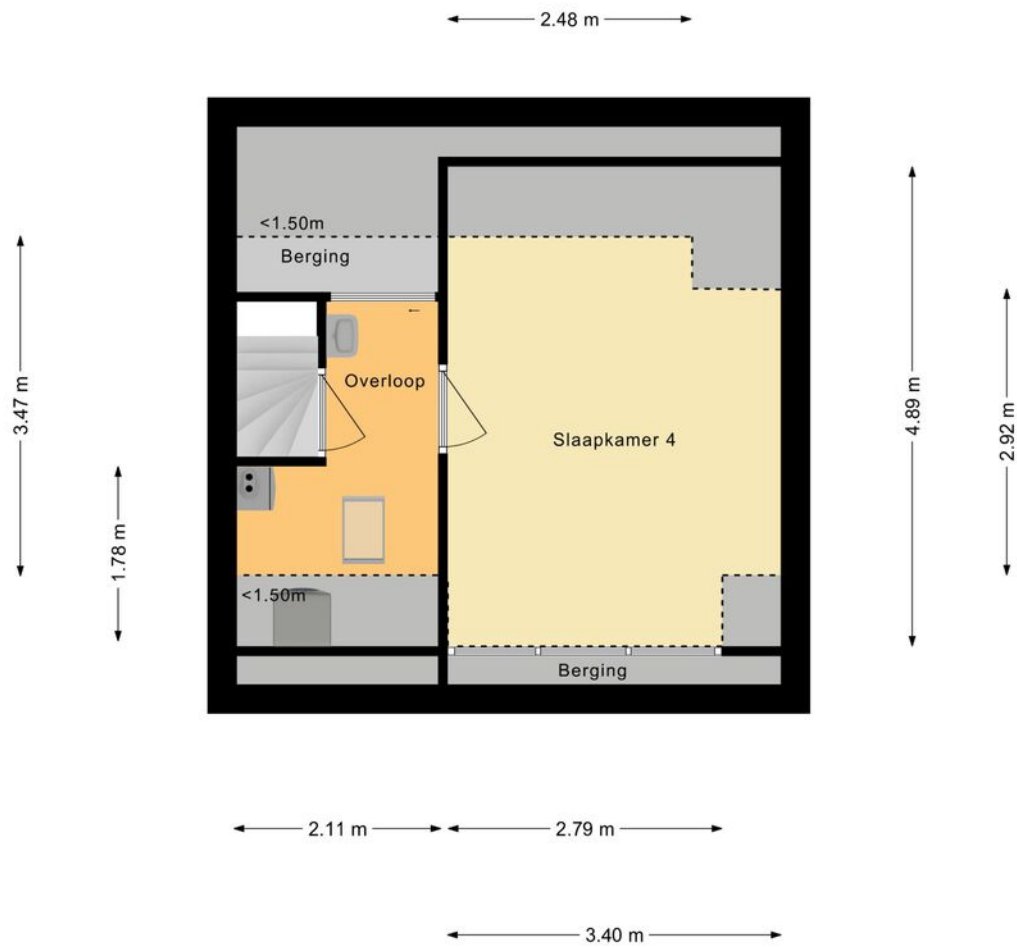 2.48 m
<1.50m
Berging
Overloop
Slaapkamer 4
3.47 m
4.89 m
2.92 m
1.78 m
<1.50m
Berging
2.11 m
2.79 m
3.40 m